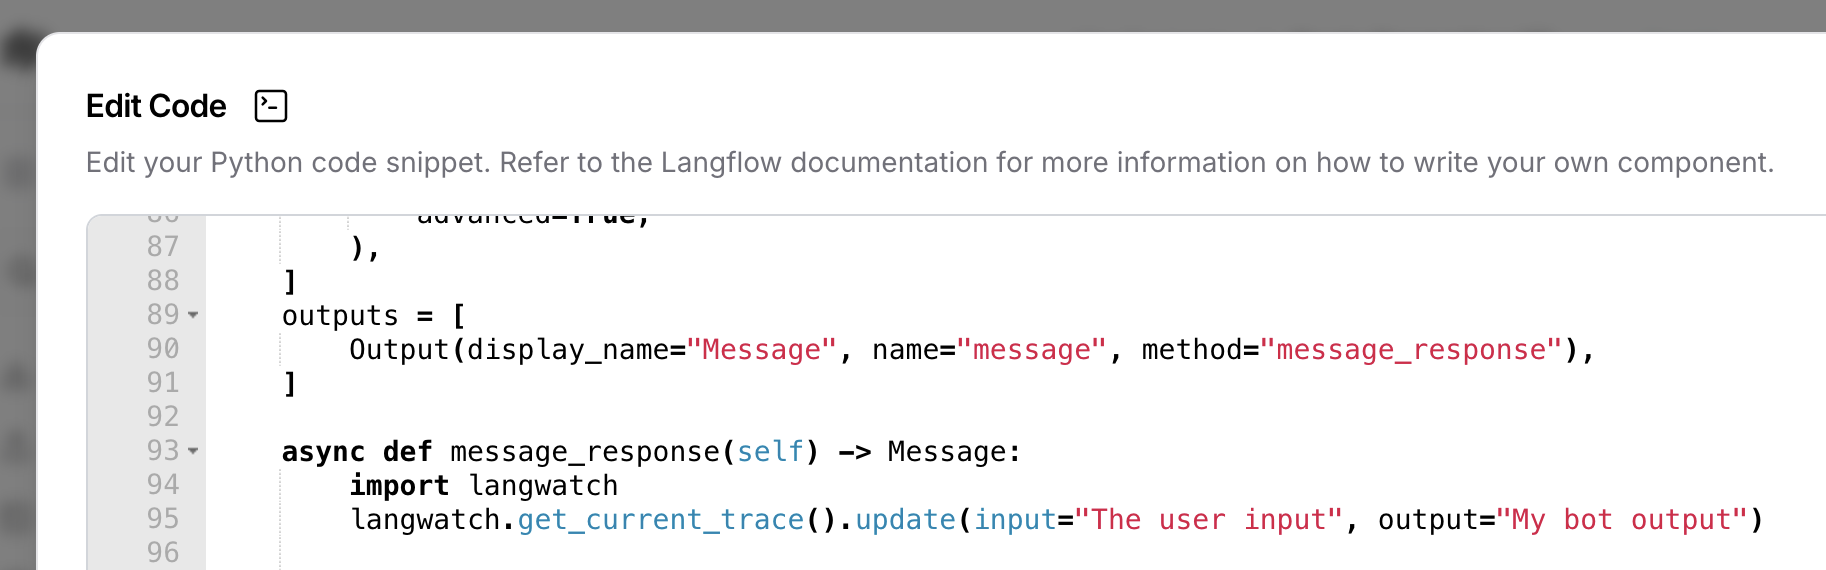 Edit Code
Edit your Python code snippet. Refer to the Langflow documentation for more information on how to write your own component.
86 advanced=True,
87 ),
88 ]
89 outputs = [
90 Output(display_name="Message", name="message", method="message_response"),
91 ]
92
93 async def message_response(self) -> Message:
94 import langwatch
95 langwatch.get_current_trace().update(input="The user input", output="My bot output")
96